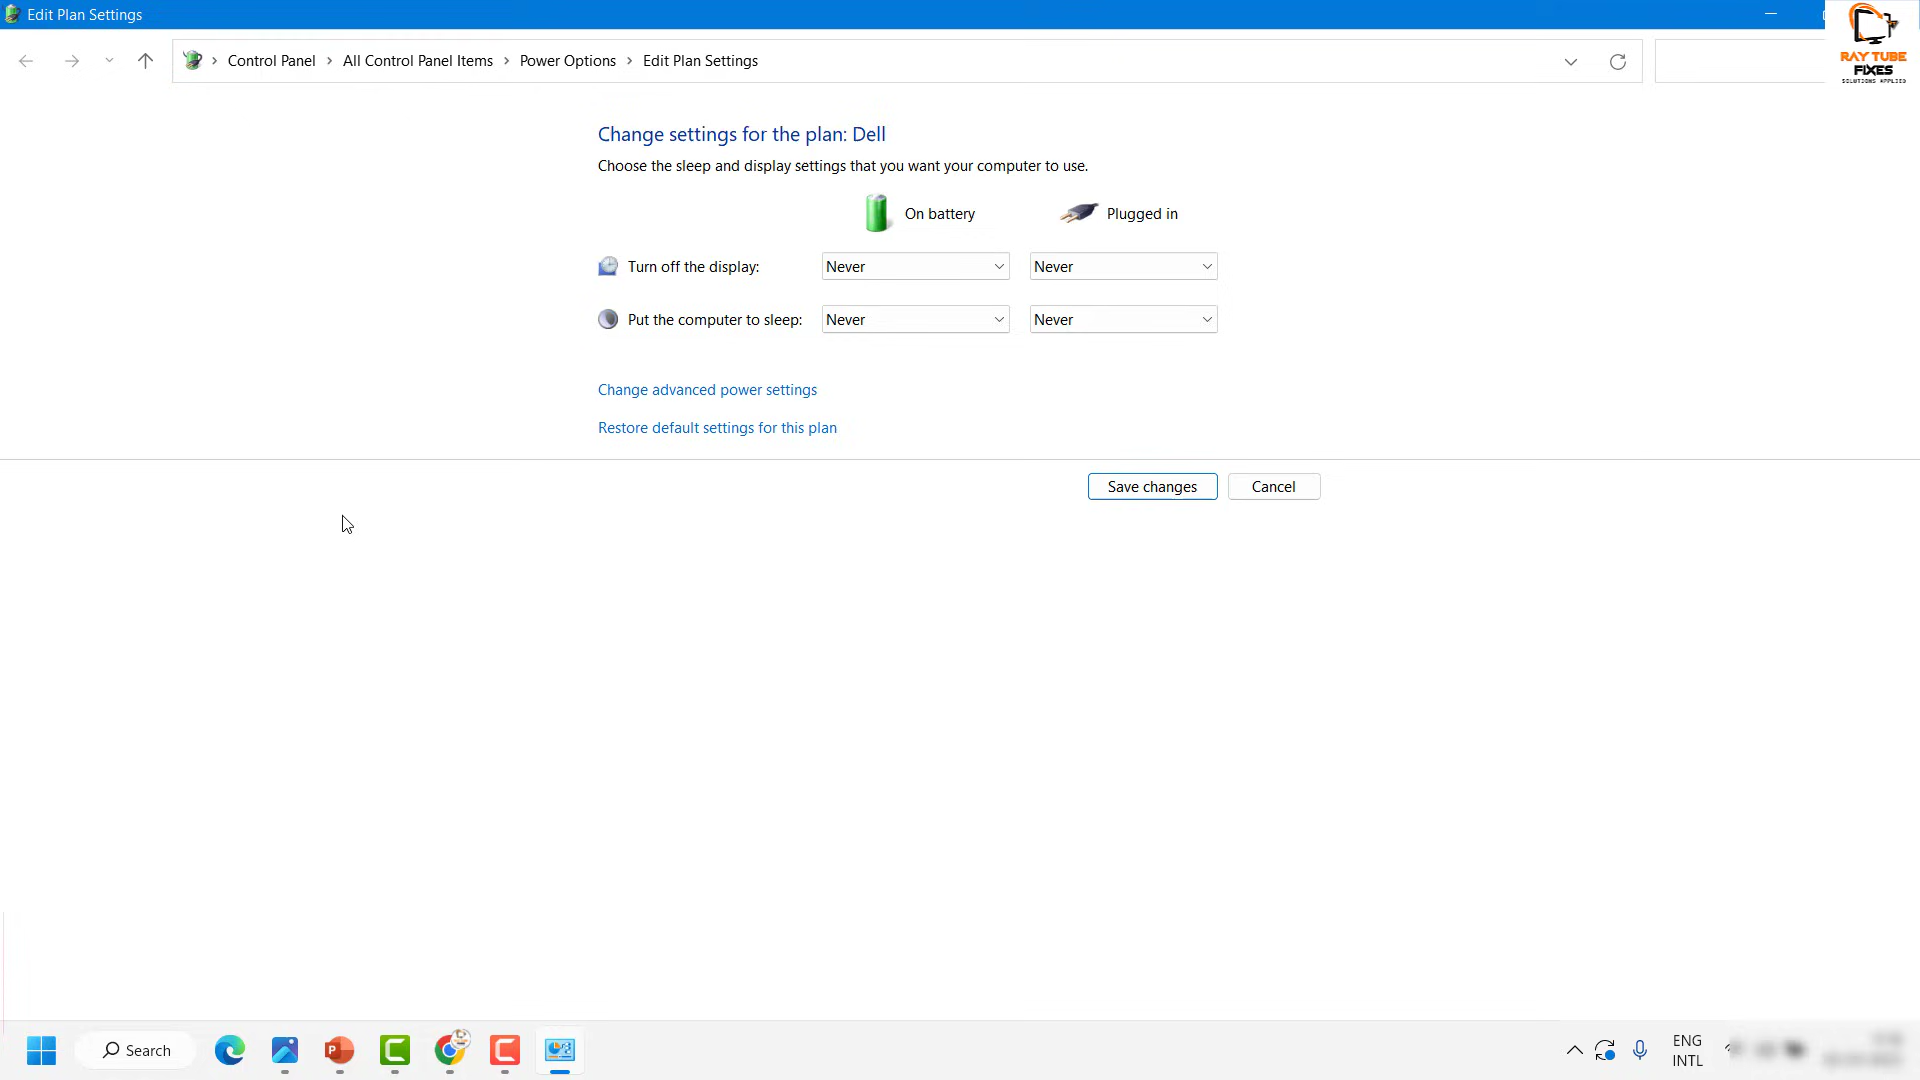 Edit Plan Settings
RAY TUBE
FIXES
SOLUTIONS APPLIED
Control Panel > All Control Panel Items > Power Options > Edit Plan Settings
Change settings for the plan: Dell
Choose the sleep and display settings that you want your computer to use.
On battery Plugged in
Turn off the display: Never Never
Put the computer to sleep: Never Never
Change advanced power settings
Restore default settings for this plan
Save changes Cancel
Search
ENG
INTL